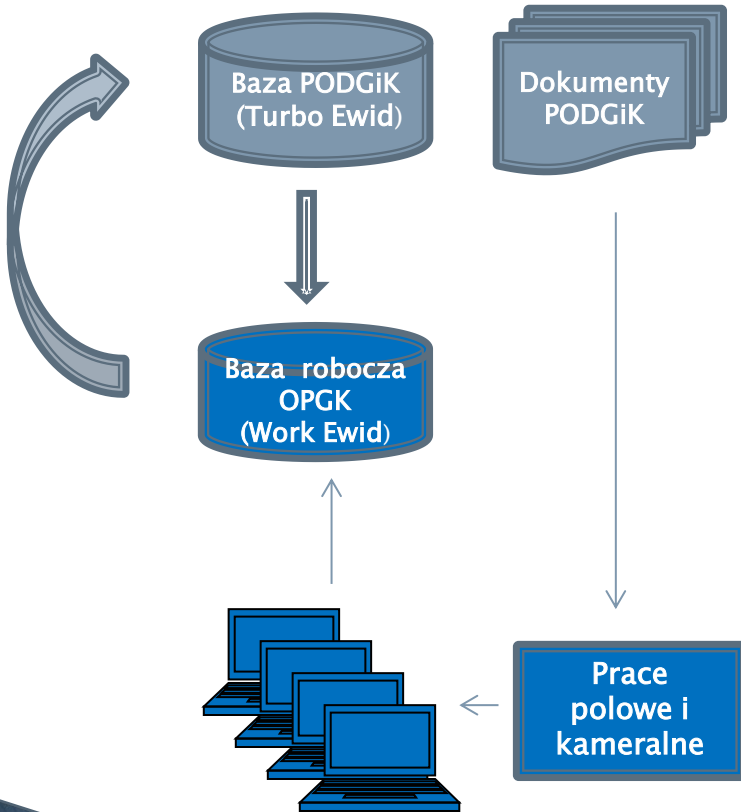 Baza PODGiK
(Turbo Ewid)
Dokumenty
PODGiK
Baza robocza
OPGK
(Work Ewid)
Prace
polowe i
kameralne